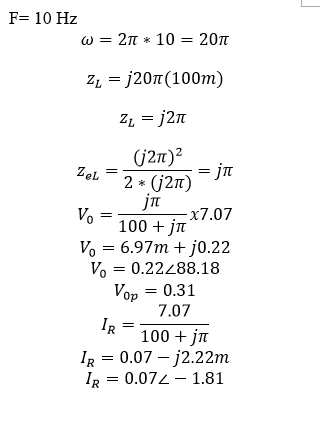 F= 10 Hz
ω = 2π * 10 = 20π
z_L = j20π(100m)
z_L = j2π
z_eL = (j2π)² / 2 * (j2π) = jπ
V_0 = jπ / 100 + jπ x7.07
V_0 = 6.97m + j0.22
V_0 = 0.22∠88.18
V_0p = 0.31
I_R = 7.07 / 100 + jπ
I_R = 0.07 − j2.22m
I_R = 0.07∠ − 1.81